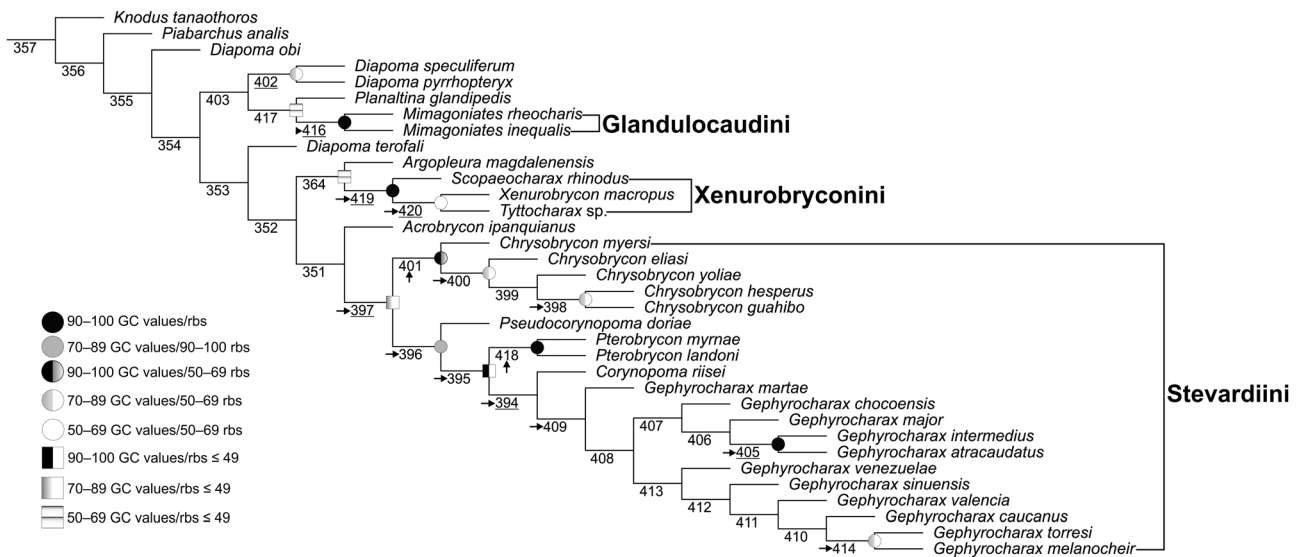 Knodus tanaothoros
357
Piabarchus analis
356
Diapoma obi
355
Diapoma speculiferum
402
Diapoma pyrrhopteryx
403
Planaltina glandipedis
417
Mimagoniates rheocharis
416
Mimagoniates inequalis
Glandulocaudini
354
Diapoma terofali
353
Argopleura magdalenensis
364
Scopaeocharax rhinodus
419
Xenurobrycon macropus
420
Tyttocharax sp.
Xenurobryconini
352
Acrobrycon ipanquianus
351
Chrysobrycon myersi
401
Chrysobrycon eliasi
400
Chrysobrycon yoliae
399
Chrysobrycon hesperus
398
Chrysobrycon guahibo
397
Pseudocorynopoma doriae
396
Pterobrycon myrnae
418
Pterobrycon landoni
395
Corynopoma riisei
394
Gephyrocharax martae
409
Gephyrocharax chocoensis
407
Gephyrocharax major
406
Gephyrocharax intermedius
405
Gephyrocharax atracaudatus
408
Gephyrocharax venezuelae
413
Gephyrocharax sinuensis
412
Gephyrocharax valencia
411
Gephyrocharax caucanus
410
Gephyrocharax torresi
414
Gephyrocharax melanocheir
Stevardiini
90–100 GC values/rbs
70–89 GC values/90–100 rbs
90–100 GC values/50–69 rbs
70–89 GC values/50–69 rbs
50–69 GC values/50–69 rbs
90–100 GC values/rbs ≤ 49
70–89 GC values/rbs ≤ 49
50–69 GC values/rbs ≤ 49